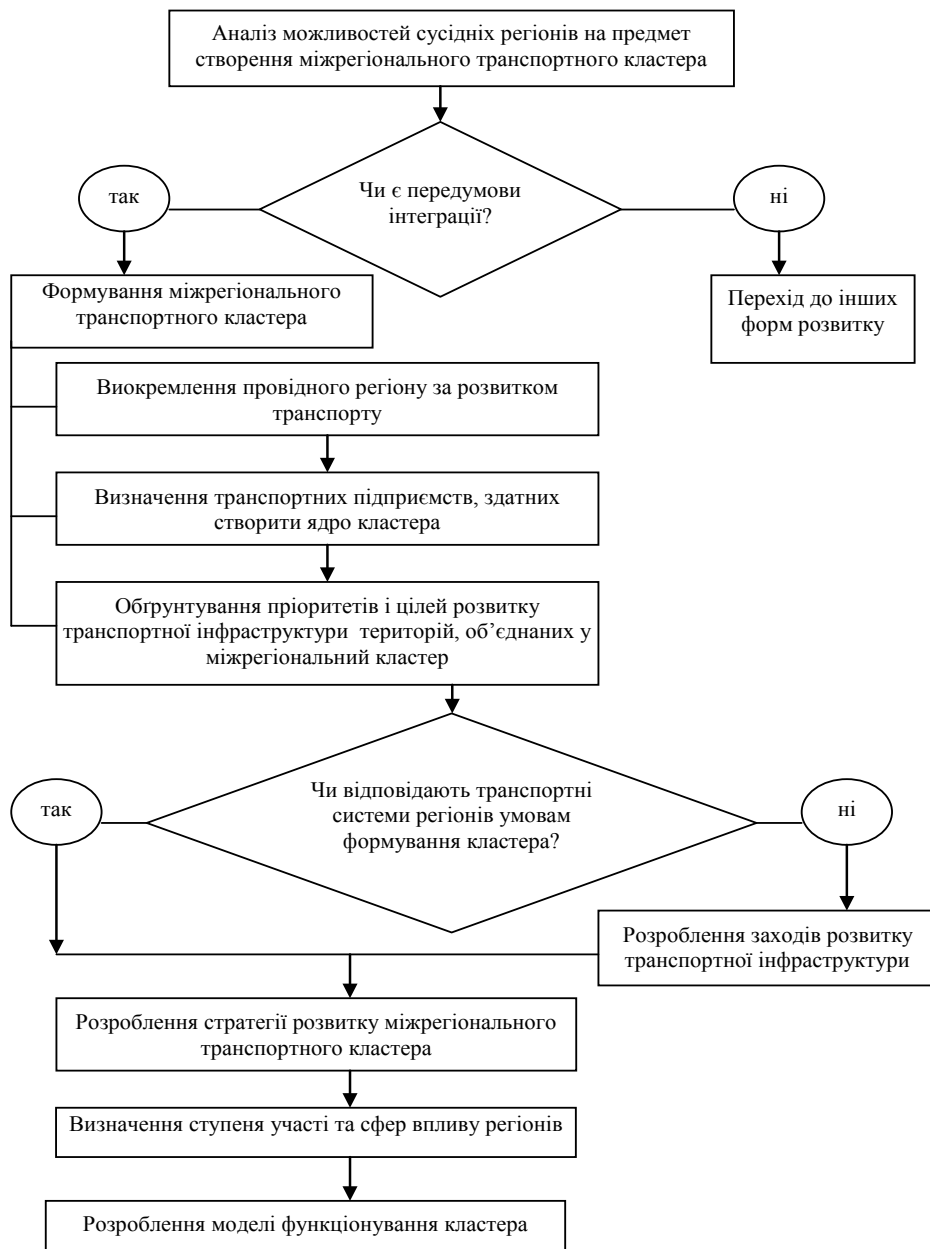 Аналіз можливостей сусідніх регіонів на предмет
створення міжрегіонального транспортного кластера
Чи є передумови
інтеграції?
так
ні
Формування міжрегіонального
транспортного кластера
Перехід до інших
форм розвитку
Виокремлення провідного регіону за розвитком
транспорту
Визначення транспортних підприємств, здатних
створити ядро кластера
Обґрунтування пріоритетів і цілей розвитку
транспортної інфраструктури територій, об’єднаних у
міжрегіональний кластер
Чи відповідають транспортні
системи регіонів умовам
формування кластера?
так
ні
Розроблення заходів розвитку
транспортної інфраструктури
Розроблення стратегії розвитку міжрегіонального
транспортного кластера
Визначення ступеня участі та сфер впливу регіонів
Розроблення моделі функціонування кластера